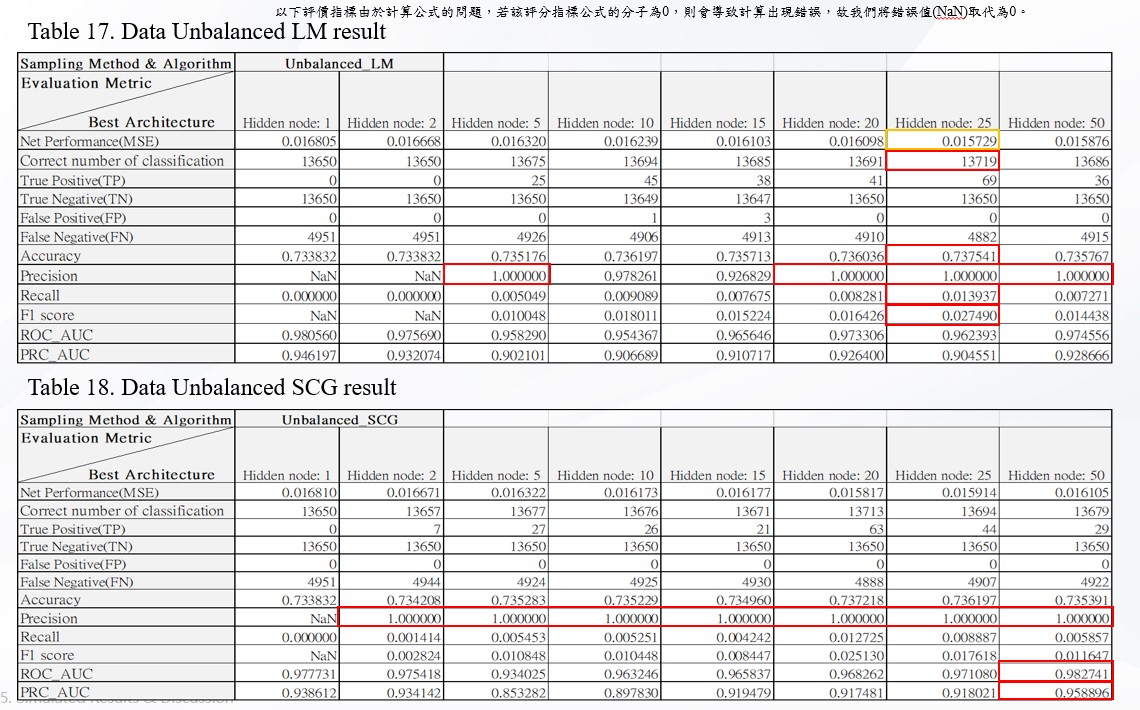 以下評價指標由於計算公式的問題，若該評分指標公式的分子為0，則會導致計算出現錯誤，故我們將錯誤值(NaN)取代為0。
Table 17. Data Unbalanced LM result
Sampling Method & Algorithm Unbalanced_LM
Evaluation Metric
Best Architecture Hidden node: 1 Hidden node: 2 Hidden node: 5 Hidden node: 10 Hidden node: 15 Hidden node: 20 Hidden node: 25 Hidden node: 50
Net Performance(MSE) 0.016805 0.016668 0.016320 0.016239 0.016103 0.016098 0.015729 0.015876
Correct number of classification 13650 13650 13675 13694 13685 13691 13719 13686
True Positive(TP) 0 0 25 45 38 41 69 36
True Negative(TN) 13650 13650 13650 13649 13647 13650 13650 13650
False Positive(FP) 0 0 0 1 3 0 0 0
False Negative(FN) 4951 4951 4926 4906 4913 4910 4882 4915
Accuracy 0.733832 0.733832 0.735176 0.736197 0.735713 0.736036 0.737541 0.735767
Precision NaN NaN 1.000000 0.978261 0.926829 1.000000 1.000000 1.000000
Recall 0.000000 0.000000 0.005049 0.009089 0.007675 0.008281 0.013937 0.007271
F1 score NaN NaN 0.010048 0.018011 0.015224 0.016426 0.027490 0.014438
ROC_AUC 0.980560 0.975690 0.958290 0.954367 0.965646 0.973306 0.962393 0.974556
PRC_AUC 0.946197 0.932074 0.902101 0.906689 0.910717 0.926400 0.904551 0.928666
Table 18. Data Unbalanced SCG result
Sampling Method & Algorithm Unbalanced_SCG
Evaluation Metric
Best Architecture Hidden node: 1 Hidden node: 2 Hidden node: 5 Hidden node: 10 Hidden node: 15 Hidden node: 20 Hidden node: 25 Hidden node: 50
Net Performance(MSE) 0.016810 0.016671 0.016322 0.016173 0.016177 0.015817 0.015914 0.016105
Correct number of classification 13650 13657 13677 13676 13671 13713 13694 13679
True Positive(TP) 0 7 27 26 21 63 44 29
True Negative(TN) 13650 13650 13650 13650 13650 13650 13650 13650
False Positive(FP) 0 0 0 0 0 0 0 0
False Negative(FN) 4951 4944 4924 4925 4930 4888 4907 4922
Accuracy 0.733832 0.734208 0.735283 0.735229 0.734960 0.737218 0.736197 0.735391
Precision NaN 1.000000 1.000000 1.000000 1.000000 1.000000 1.000000 1.000000
Recall 0.000000 0.001414 0.005453 0.005251 0.004242 0.012725 0.008887 0.005857
F1 score NaN 0.002824 0.010848 0.010448 0.008447 0.025130 0.017618 0.011647
ROC_AUC 0.977731 0.975418 0.934025 0.963246 0.965837 0.968262 0.971080 0.982741
PRC_AUC 0.938612 0.934142 0.853282 0.897830 0.919479 0.917481 0.918021 0.958896
5. Simulated Results & Discussion